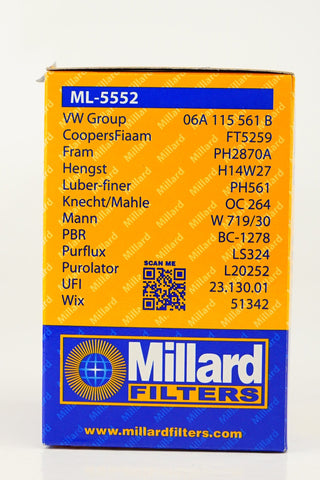 ML-5552
VW Group 06A 115 561 B
CoopersFiaam FT5259
Fram PH2870A
Hengst H14W27
Luber-finer PH561
Knecht/Mahle OC 264
Mann W 719/30
PBR BC-1278
Purflux LS324
Purolator L20252
UFI 23.130.01
Wix 51342
SCAN ME
Millard
FILTERS
www.millardfilters.com